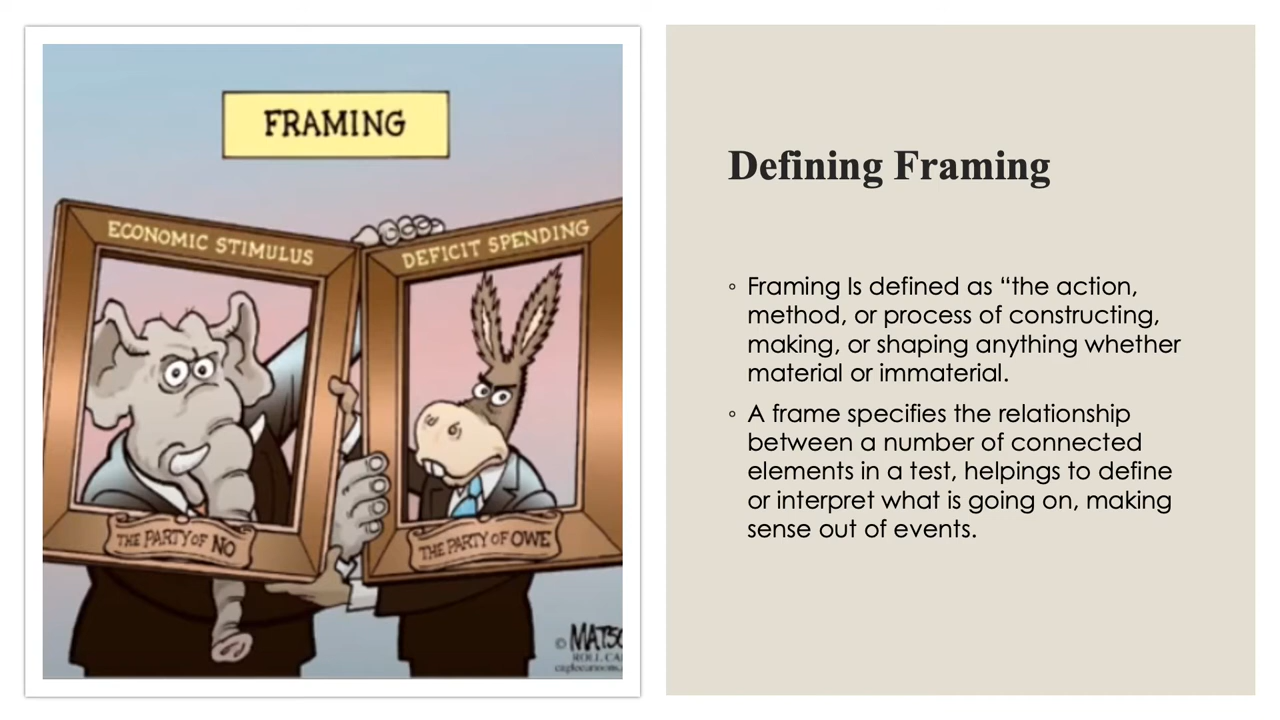 FRAMING
ECONOMIC STIMULUS
DEFICIT SPENDING
THE PARTY OF NO
THE PARTY OF OWE
©
ROLL
Defining Framing
◦ Framing Is defined as “the action,
method, or process of constructing,
making, or shaping anything whether
material or immaterial.
◦ A frame specifies the relationship
between a number of connected
elements in a test, helpings to define
or interpret what is going on, making
sense out of events.